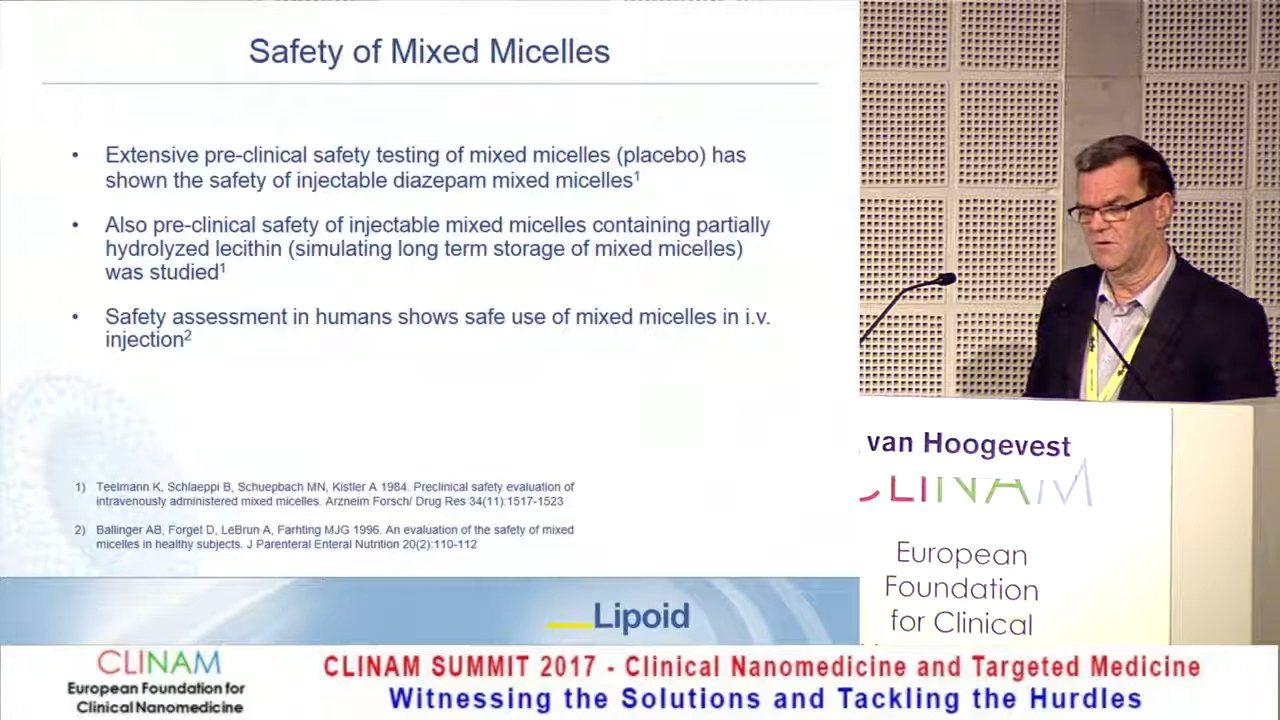 Safety of Mixed Micelles
• Extensive pre-clinical safety testing of mixed micelles (placebo) has
shown the safety of injectable diazepam mixed micelles¹
• Also pre-clinical safety of injectable mixed micelles containing partially
hydrolyzed lecithin (simulating long term storage of mixed micelles)
was studied¹
• Safety assessment in humans shows safe use of mixed micelles in i.v.
injection²
1) Teelmann K, Schlaeppi B, Schuepbach MN, Kistler A 1984. Preclinical safety evaluation of
intravenously administered mixed micelles. Arzneim Forsch/ Drug Res 34(11):1517-1523
2) Ballinger AB, Forget D, LeBrun A, Farhting MJG 1996. An evaluation of the safety of mixed
micelles in healthy subjects. J Parenteral Enteral Nutrition 20(2):110-112
Lipoid
van Hoogevest
CLINAM
European
Foundation
for Clinical
CLINAM
European Foundation for
Clinical Nanomedicine
CLINAM SUMMIT 2017 - Clinical Nanomedicine and Targeted Medicine
Witnessing the Solutions and Tackling the Hurdles